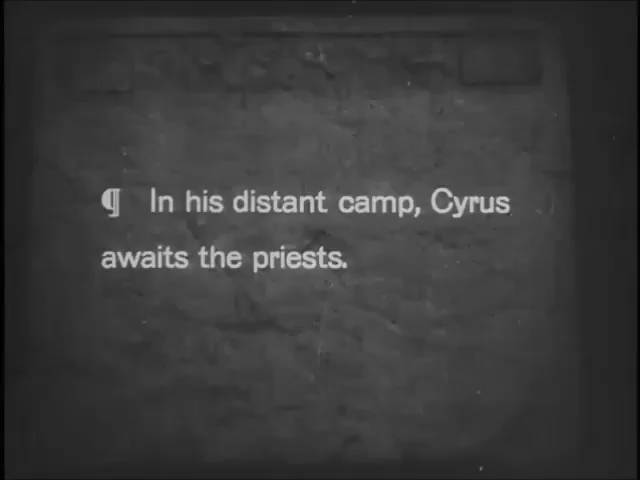 ¶ In his distant camp, Cyrus
awaits the priests.